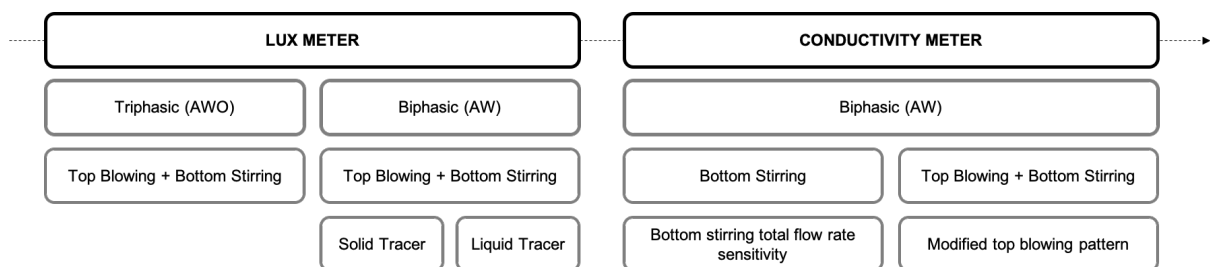 LUX METER
CONDUCTIVITY METER
Triphasic (AWO)
Biphasic (AW)
Biphasic (AW)
Top Blowing + Bottom Stirring
Top Blowing + Bottom Stirring
Bottom Stirring
Top Blowing + Bottom Stirring
Solid Tracer
Liquid Tracer
Bottom stirring total flow rate
sensitivity
Modified top blowing pattern